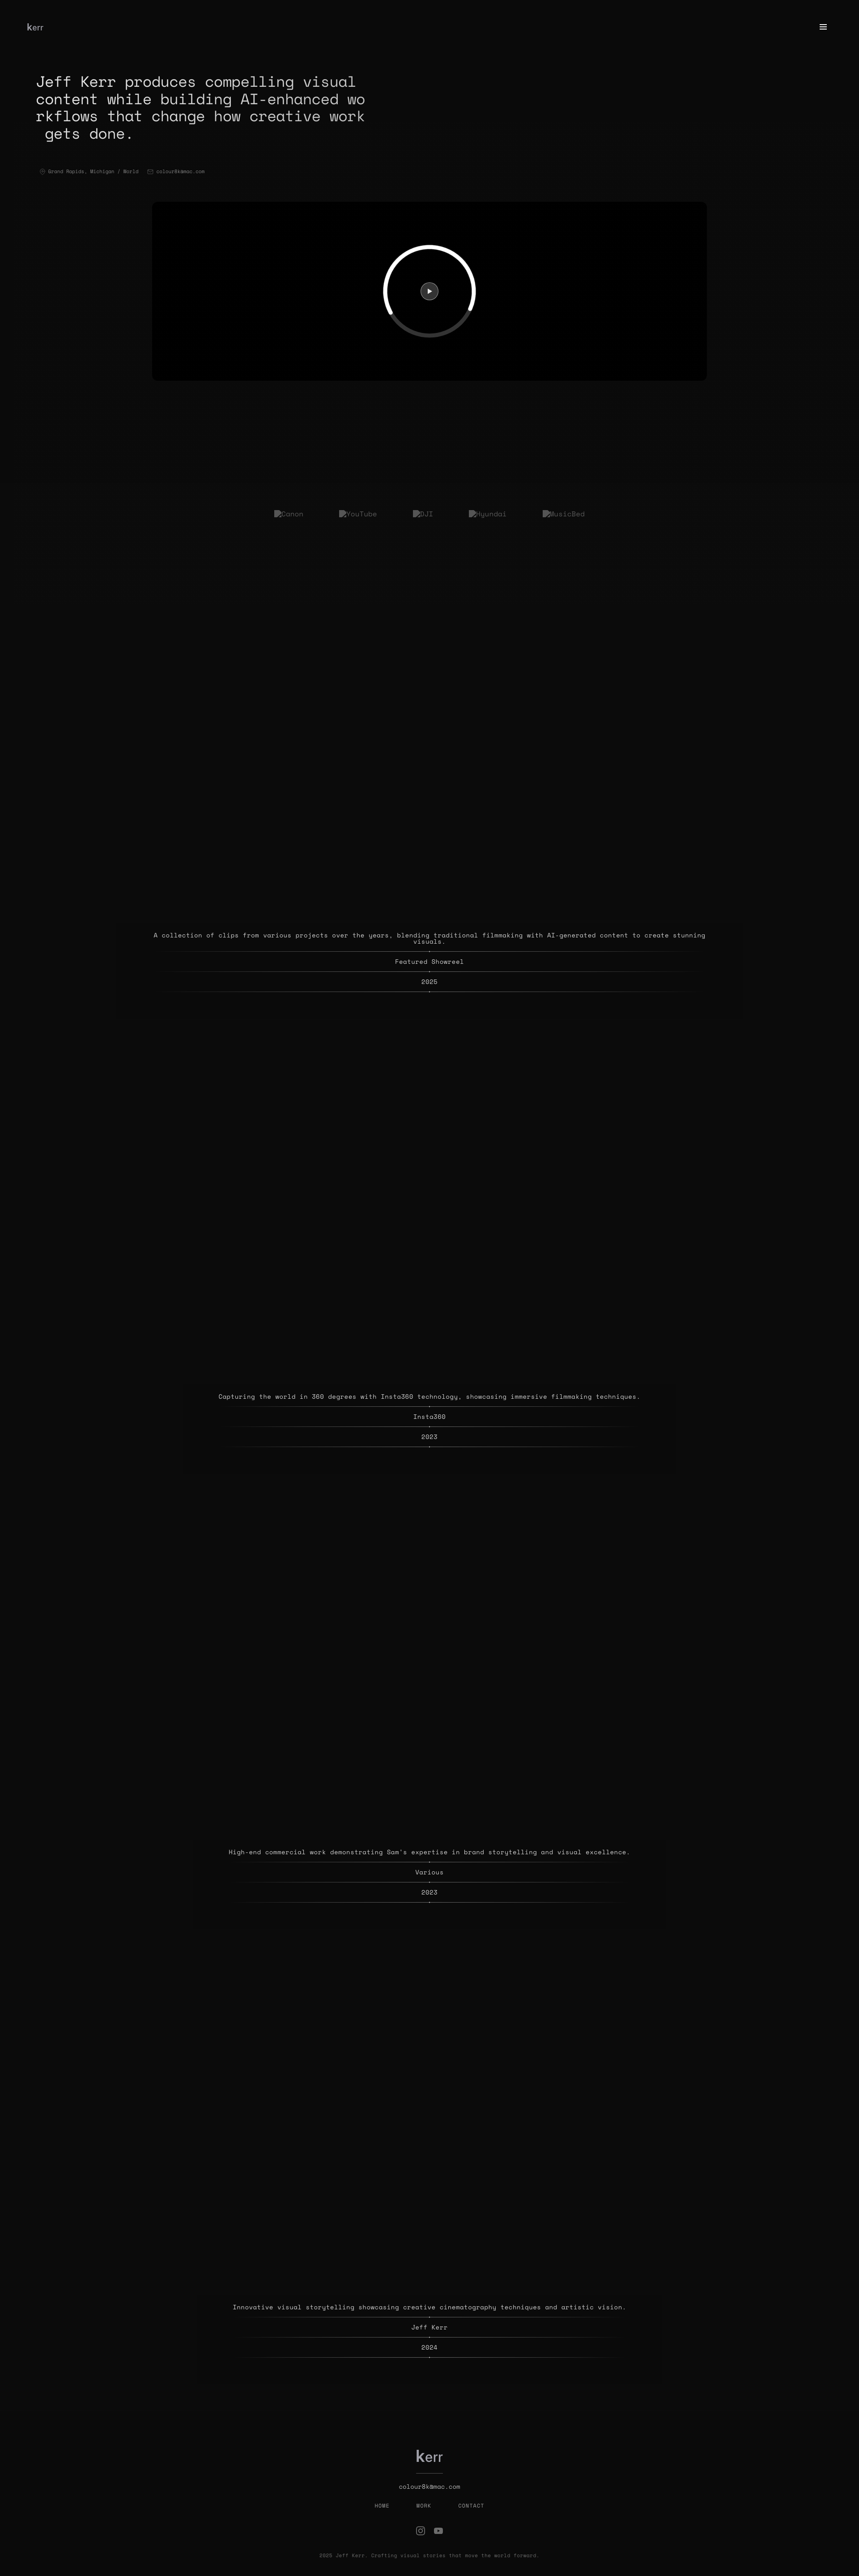 kerr
Jeff Kerr produces compelling visual
content while building AI-enhanced wo
rkflows that change how creative work
gets done.
Grand Rapids, Michigan / World colour8k@mac.com
Canon YouTube DJI Hyundai MusicBed
A collection of clips from various projects over the years, blending traditional filmmaking with AI-generated content to create stunning
visuals.
Featured Showreel
2025
Capturing the world in 360 degrees with Insta360 technology, showcasing immersive filmmaking techniques.
Insta360
2023
High-end commercial work demonstrating Sam's expertise in brand storytelling and visual excellence.
Various
2023
Innovative visual storytelling showcasing creative cinematography techniques and artistic vision.
Jeff Kerr
2024
kerr
colour8k@mac.com
HOME WORK CONTACT
2025 Jeff Kerr. Crafting visual stories that move the world forward.